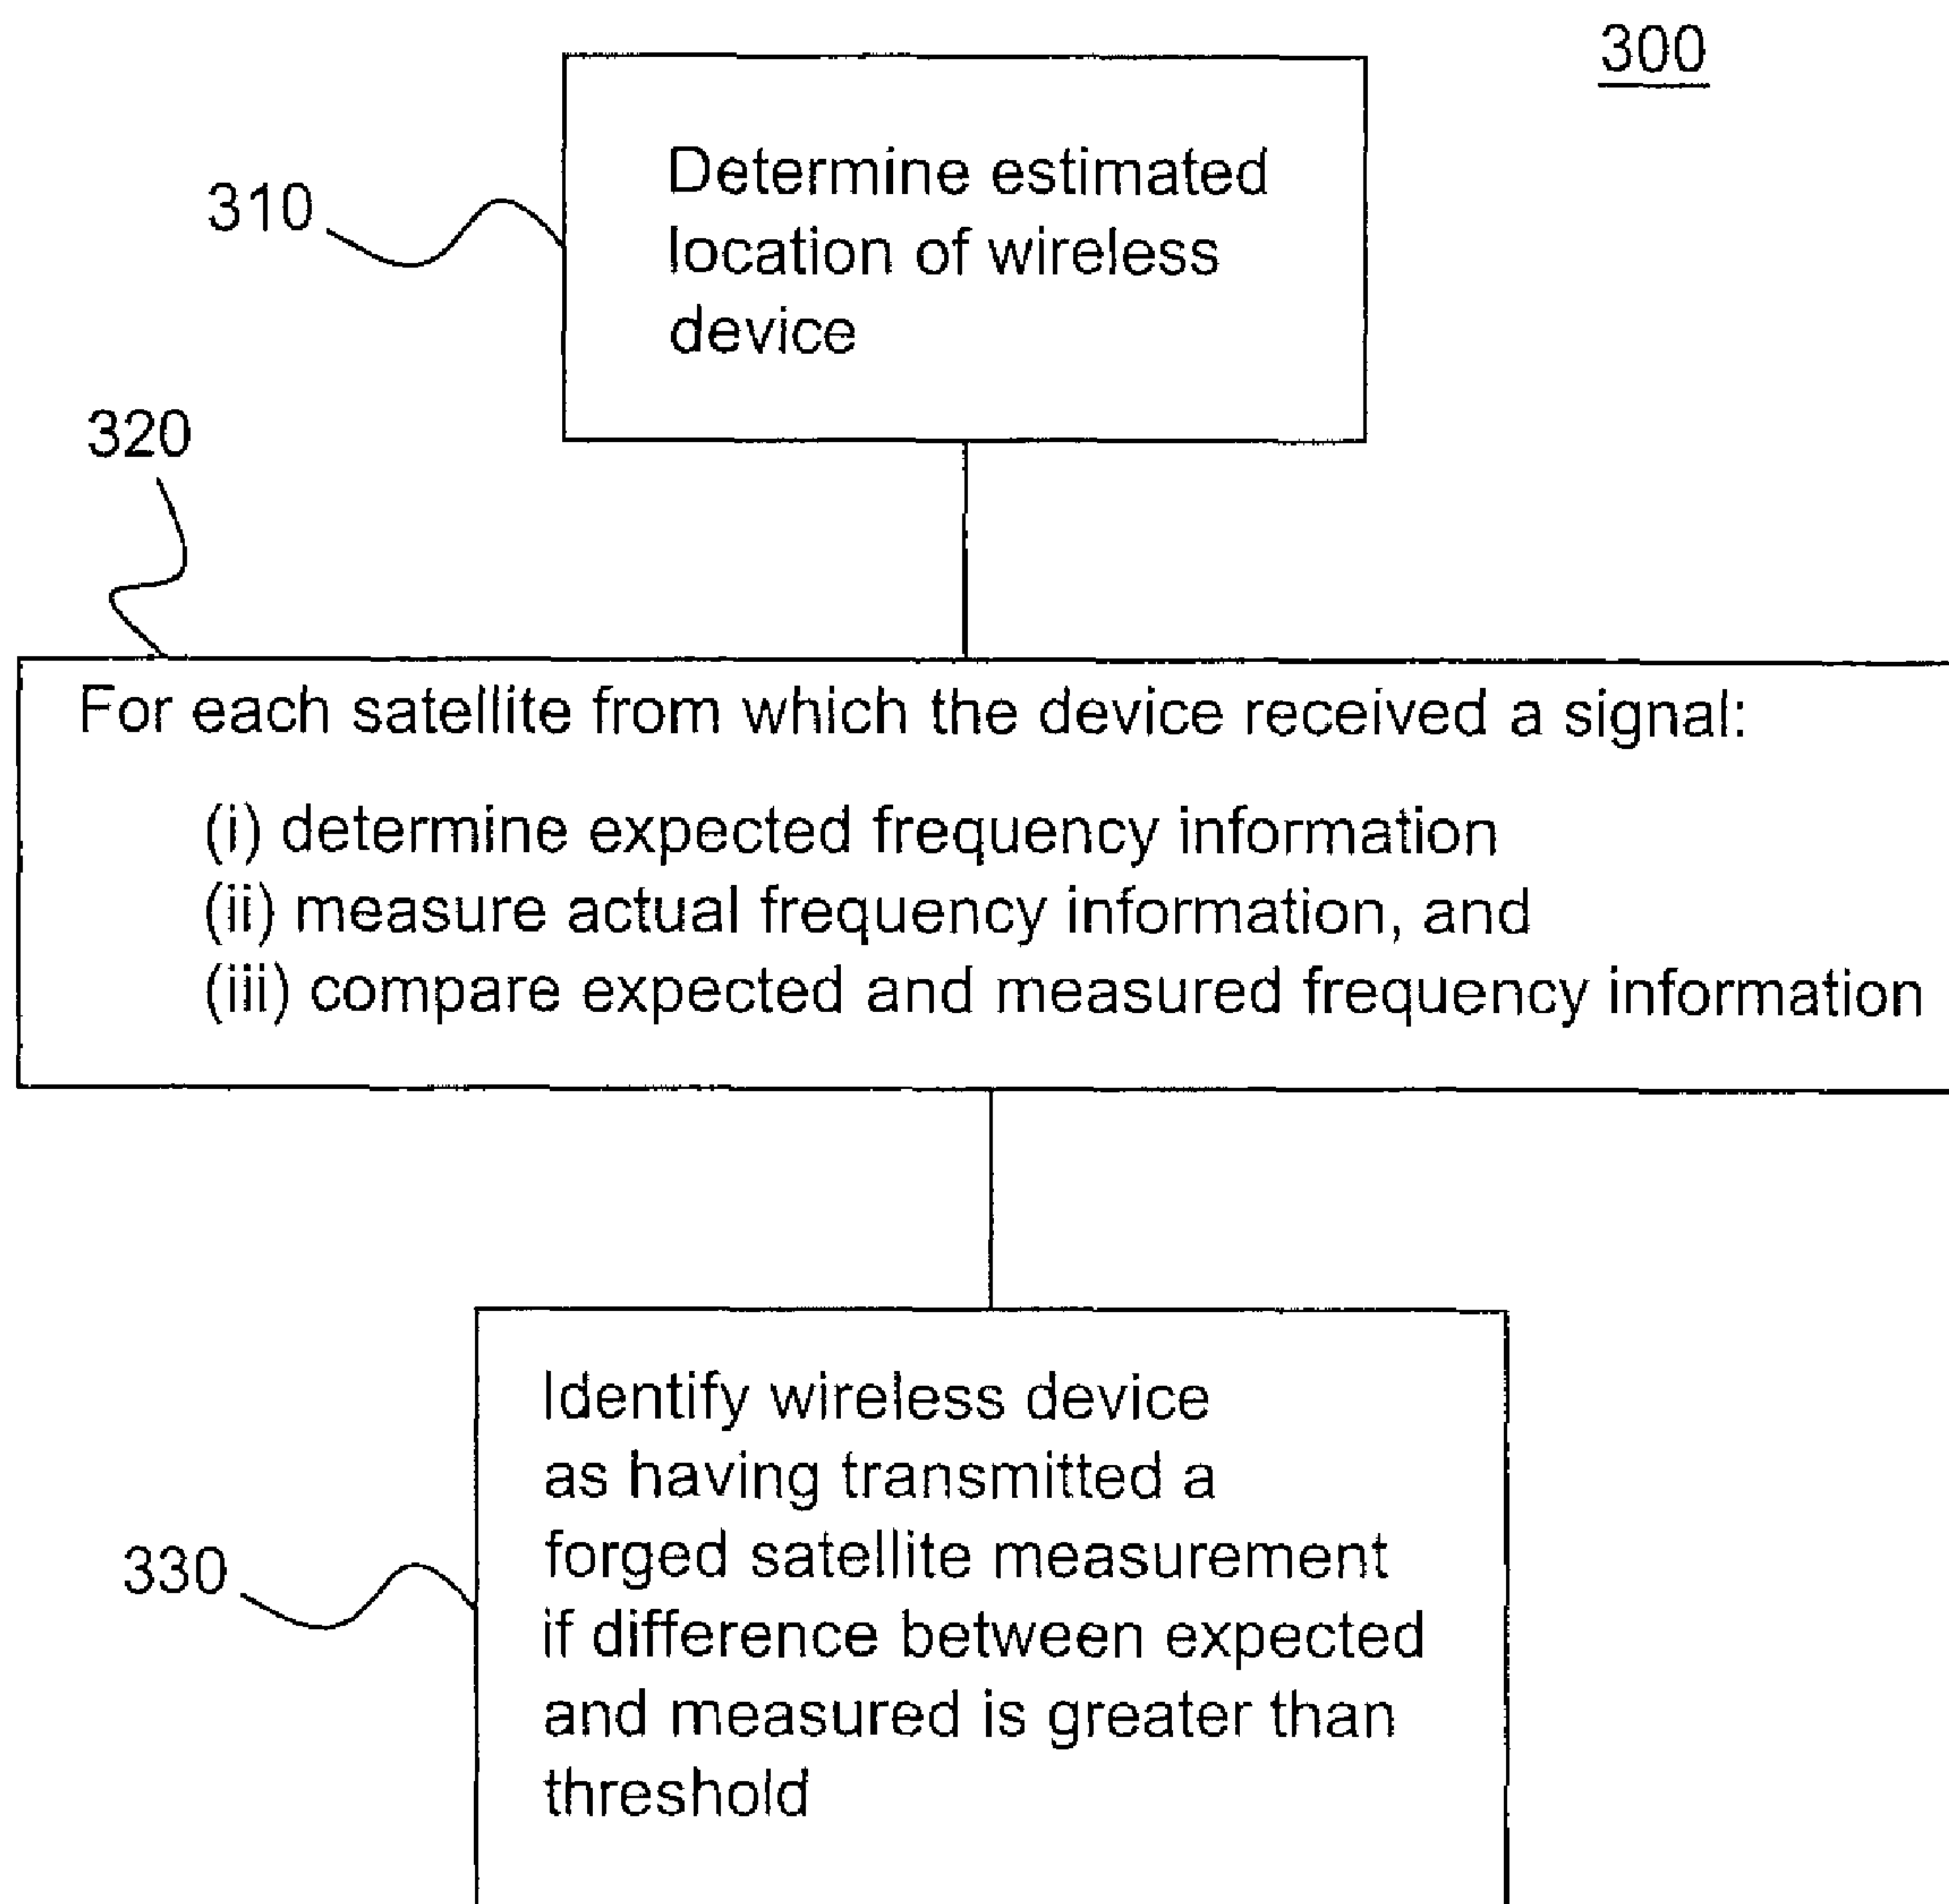 300
310
Determine estimated
location of wireless
device
320
For each satellite from which the device received a signal:
(i) determine expected frequency information
(ii) measure actual frequency information, and
(iii) compare expected and measured frequency information
330
Identify wireless device
as having transmitted a
forged satellite measurement
if difference between expected
and measured is greater than
threshold